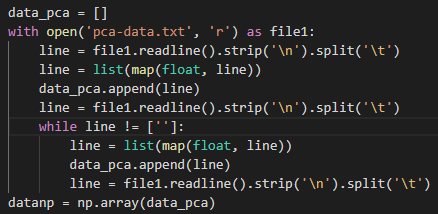 data_pca = []
with open('pca-data.txt', 'r') as file1:
    line = file1.readline().strip('\n').split('\t')
    line = list(map(float, line))
    data_pca.append(line)
    line = file1.readline().strip('\n').split('\t')
    while line != ['']:
        line = list(map(float, line))
        data_pca.append(line)
        line = file1.readline().strip('\n').split('\t')
datanp = np.array(data_pca)